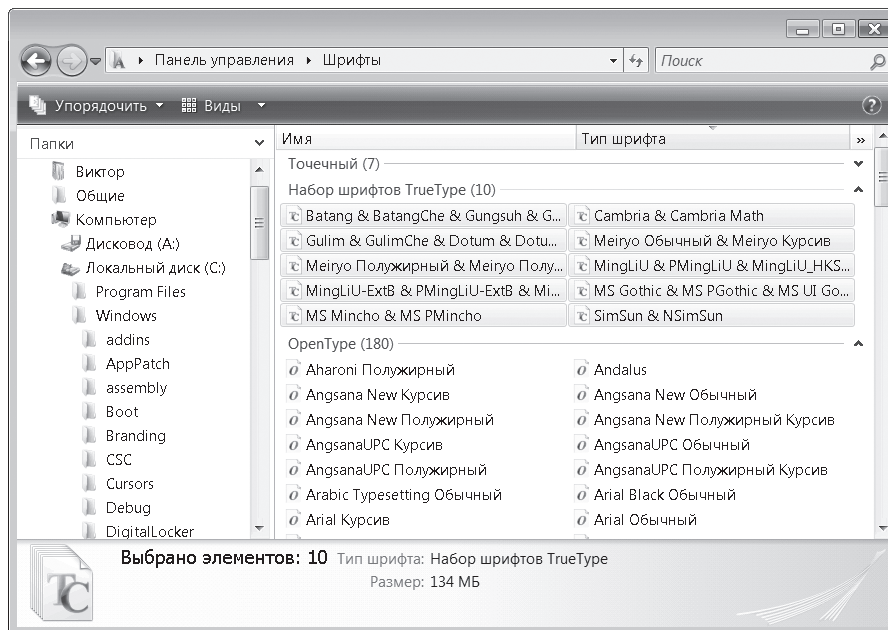 Панель управления ▸ Шрифты
Поиск
Упорядочить Виды
?
Папки
Виктор
Общие
Компьютер
Дисковод (A:)
Локальный диск (C:)
Program Files
Windows
addins
AppPatch
assembly
Boot
Branding
CSC
Cursors
Debug
DigitalLocker
Имя Тип шрифта »
Точечный (7)
Набор шрифтов TrueType (10)
Batang & BatangChe & Gungsuh & G... Cambria & Cambria Math
Gulim & GulimChe & Dotum & Dotu... Meiryo Обычный & Meiryo Курсив
Meiryo Полужирный & Meiryo Полу... MingLiU & PMingLiU & MingLiU_HKS...
MingLiU-ExtB & PMingLiU-ExtB & Mi... MS Gothic & MS PGothic & MS UI Go...
MS Mincho & MS PMincho SimSun & NSimSun
OpenType (180)
Aharoni Полужирный Andalus
Angsana New Курсив Angsana New Обычный
Angsana New Полужирный Angsana New Полужирный Курсив
AngsanaUPC Курсив AngsanaUPC Обычный
AngsanaUPC Полужирный AngsanaUPC Полужирный Курсив
Arabic Typesetting Обычный Arial Black Обычный
Arial Курсив Arial Обычный
TC
Выбрано элементов: 10 Тип шрифта: Набор шрифтов TrueType
Размер: 134 МБ